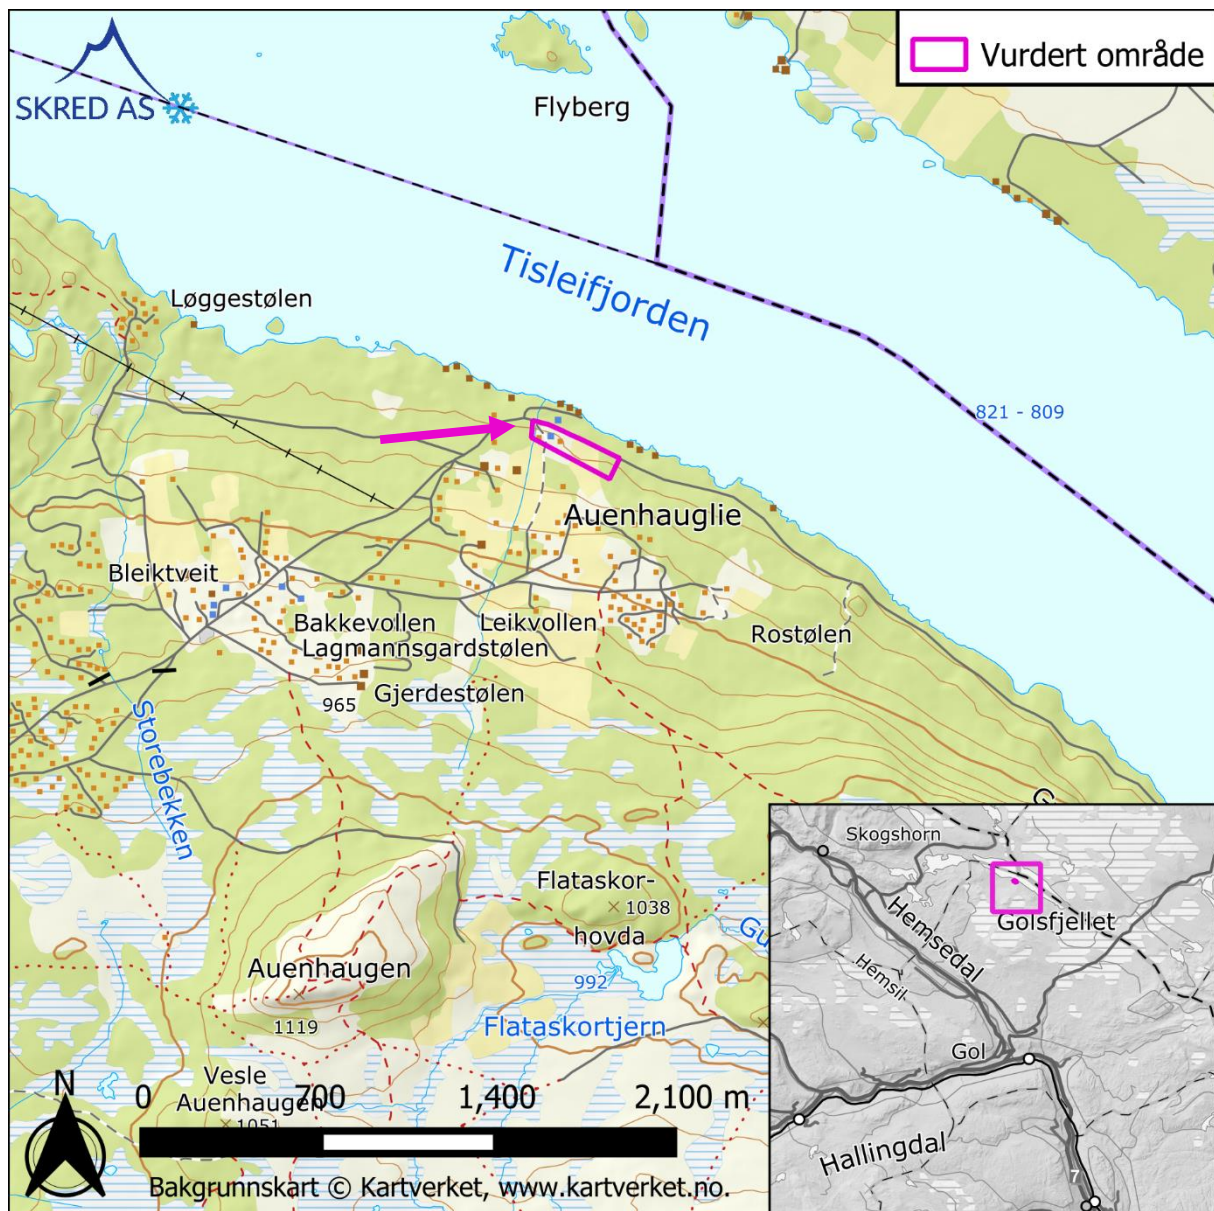 SKRED AS
Vurdert område
Flyberg
Tisleifjorden
Løggestølen
821 - 809
Auenhauglie
Bleiktveit
Bakkevollen
Leikvollen
Lagmannsgardstølen
Rostølen
Gjerdestølen
965
Storebekken
G
Flataskor-
1038
hovda
Gu
Auenhaugen
992
1119
Flataskortjern
Vesle
Auenhaugen
1051
N
0 700 1,400 2,100 m
Bakgrunnskart © Kartverket, www.kartverket.no.
Skogshorn
Hemsedal
Golsfjellet
Hemsil
Gol
Hallingdal
7